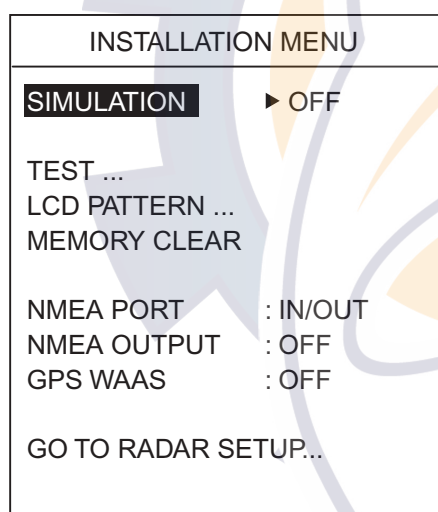 INSTALLATION MENU
SIMULATION ▶ OFF
TEST ...
LCD PATTERN ...
MEMORY CLEAR
NMEA PORT : IN/OUT
NMEA OUTPUT : OFF
GPS WAAS : OFF
GO TO RADAR SETUP...